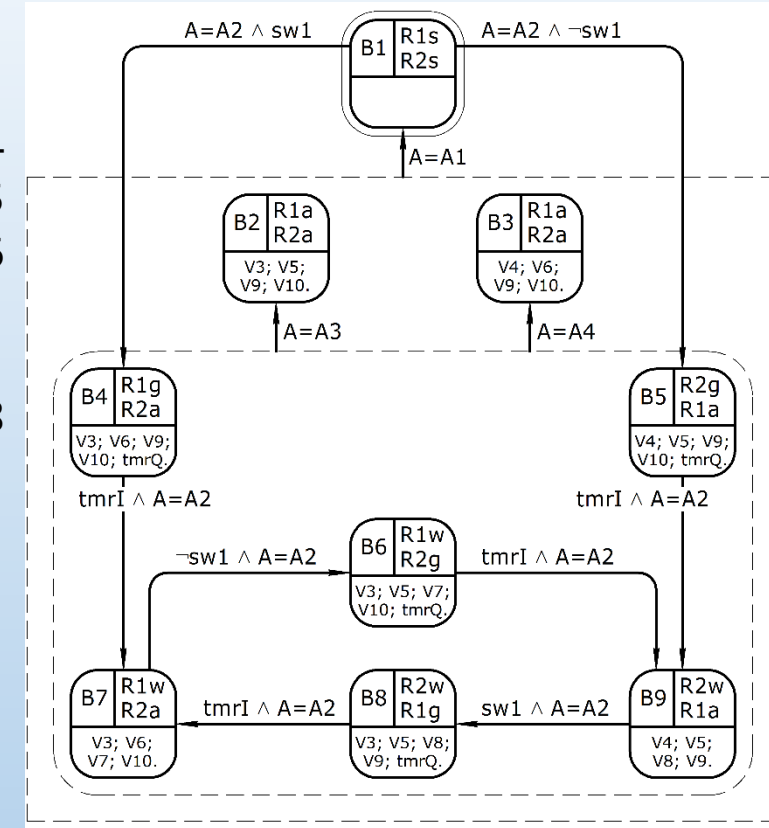 A=A2 ∧ sw1
B1
R1s
R2s
A=A2 ∧ ¬sw1
A=A1
B2
R1a
R2a
V3; V5;
V9; V10.
B3
R1a
R2a
V4; V6;
V9; V10.
A=A3
A=A4
B4
R1g
R2a
V3; V6; V9;
V10; tmrQ.
B5
R2g
R1a
V4; V5; V9;
V10; tmrQ.
tmrI ∧ A=A2
tmrI ∧ A=A2
¬sw1 ∧ A=A2
B6
R1w
R2g
V3; V5; V7;
V10; tmrQ.
tmrI ∧ A=A2
B7
R1w
R2a
V3; V6;
V7; V10.
tmrI ∧ A=A2
B8
R2w
R1g
V3; V5; V8;
V9; tmrQ.
sw1 ∧ A=A2
B9
R2w
R1a
V4; V5;
V8; V9.